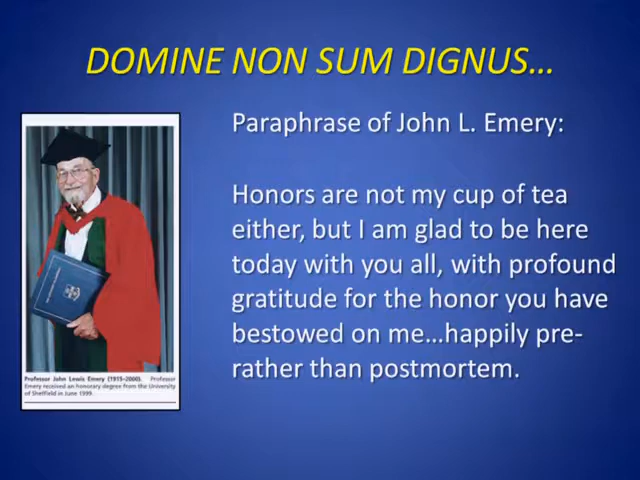 DOMINE NON SUM DIGNUS…
Paraphrase of John L. Emery:
Honors are not my cup of tea
either, but I am glad to be here
today with you all, with profound
gratitude for the honor you have
bestowed on me…happily pre-
rather than postmortem.
Professor John Lewis Emery (1915-2000). Professor
Emery received an honorary degree from the University
of Sheffield in June 1999.